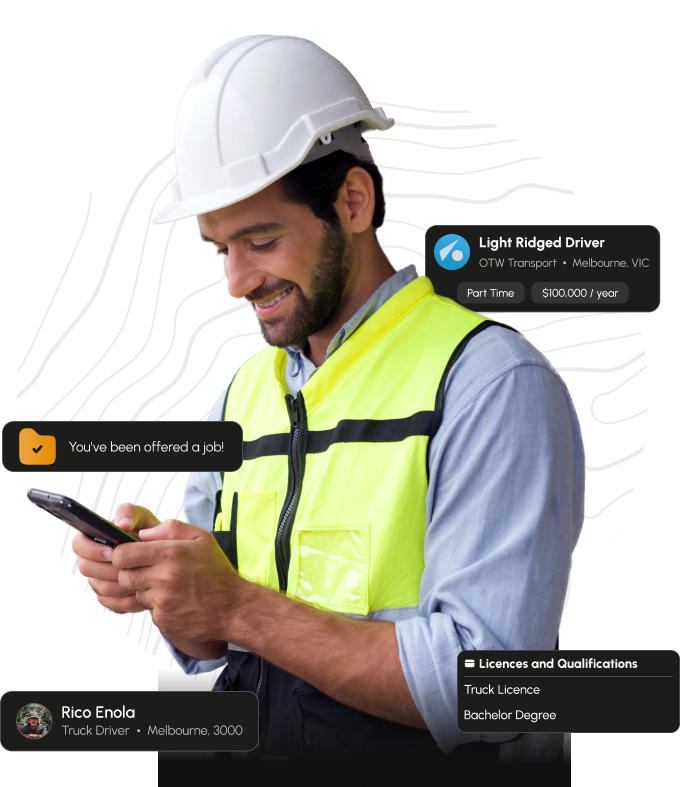 Light Ridged Driver
OTW Transport • Melbourne, VIC
Part Time
$100,000 / year
You've been offered a job!
Licences and Qualifications
Truck Licence
Bachelor Degree
Rico Enola
Truck Driver • Melbourne, 3000